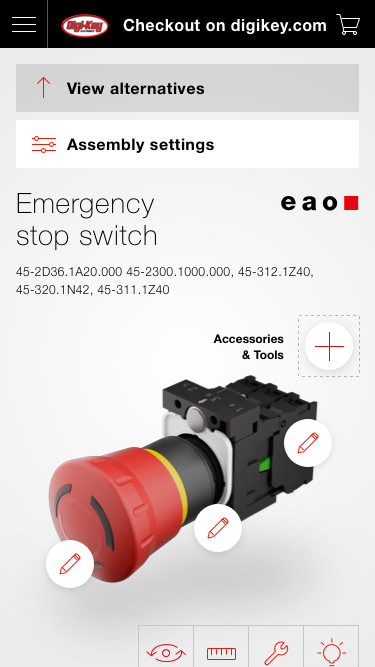 Digi-Key
Checkout on digikey.com
View alternatives
Assembly settings
Emergency
stop switch
eao
45-2D36.1A20.000 45-2300.1000.000, 45-312.1Z40,
45-320.1N42, 45-311.1Z40
Accessories
& Tools